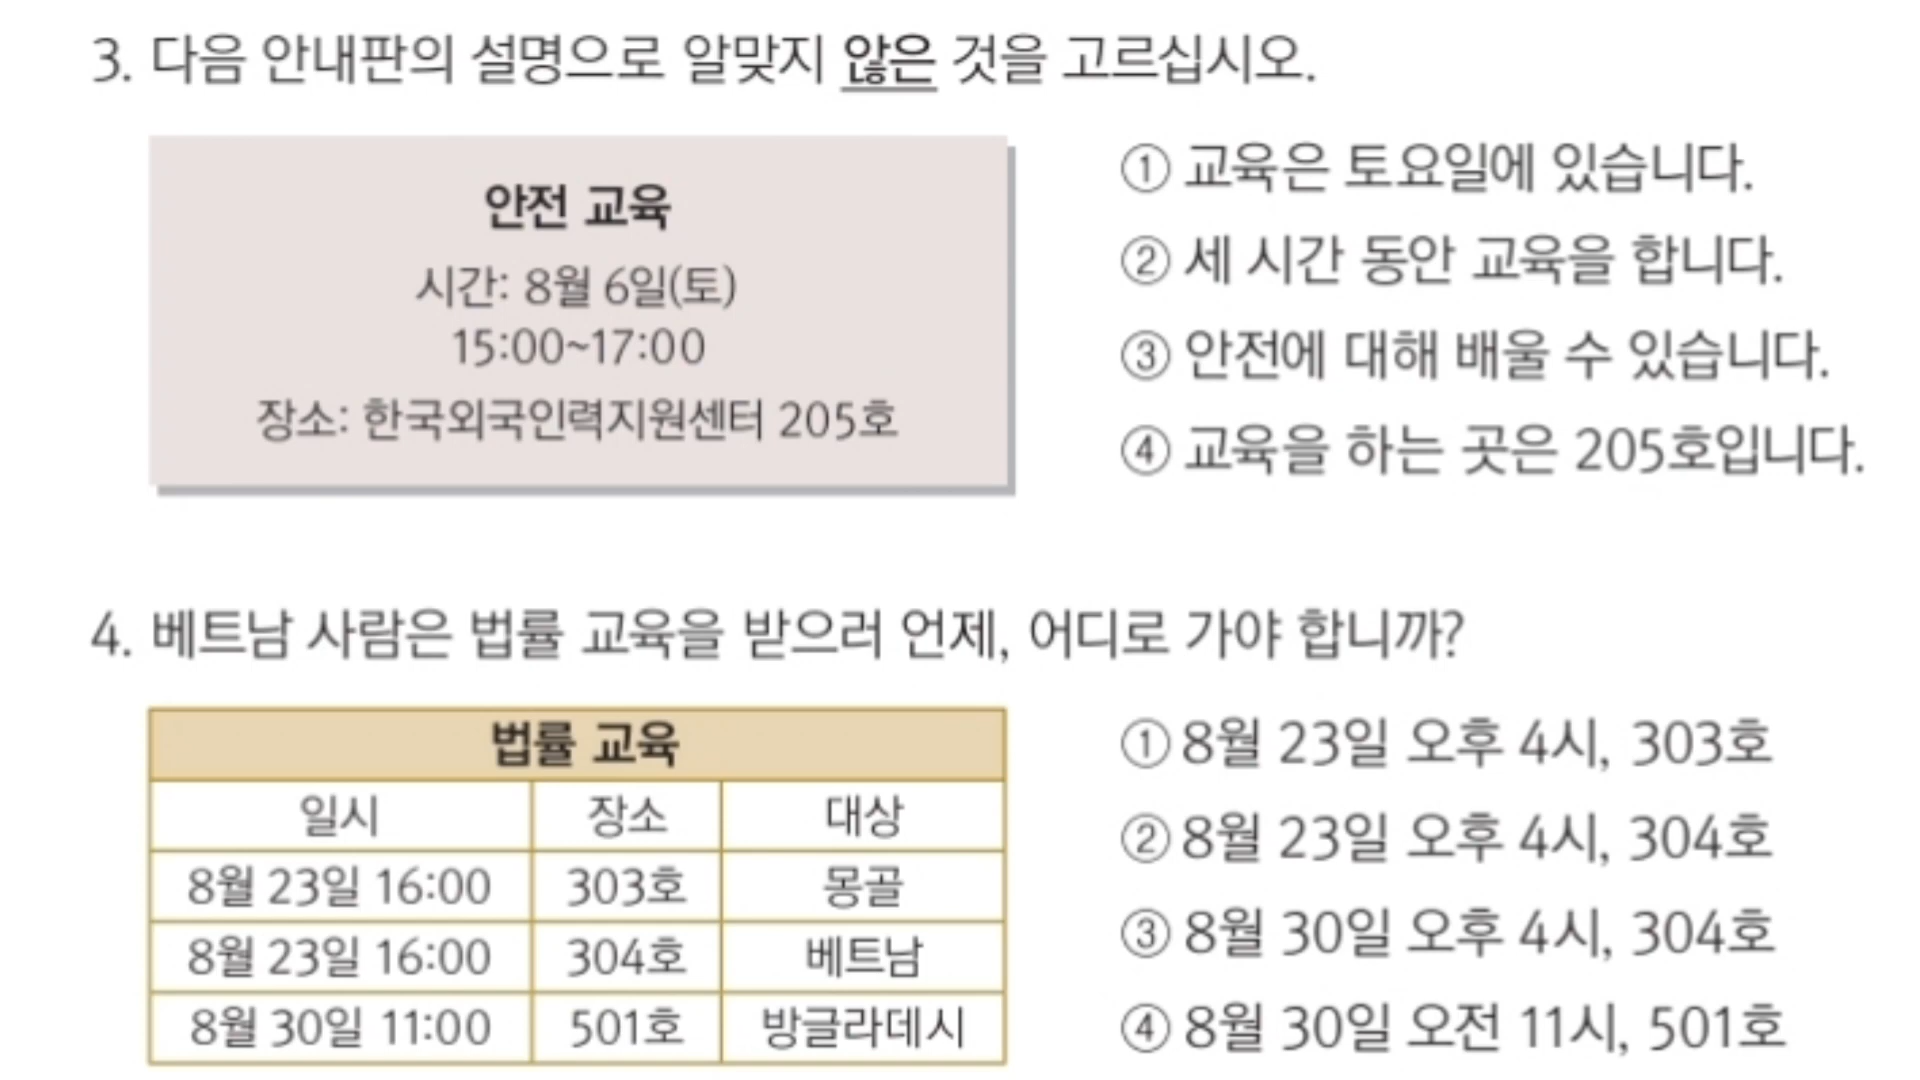 3. 다음 안내판의 설명으로 알맞지 않은 것을 고르십시오.
안전 교육
시간: 8월 6일(토)
15:00~17:00
장소: 한국외국인력지원센터 205호
① 교육은 토요일에 있습니다.
② 세 시간 동안 교육을 합니다.
③ 안전에 대해 배울 수 있습니다.
④ 교육을 하는 곳은 205호입니다.
4. 베트남 사람은 법률 교육을 받으러 언제, 어디로 가야 합니까?
법률 교육
일시 장소 대상
8월 23일 16:00 303호 몽골
8월 23일 16:00 304호 베트남
8월 30일 11:00 501호 방글라데시
① 8월 23일 오후 4시, 303호
② 8월 23일 오후 4시, 304호
③ 8월 30일 오후 4시, 304호
④ 8월 30일 오전 11시, 501호